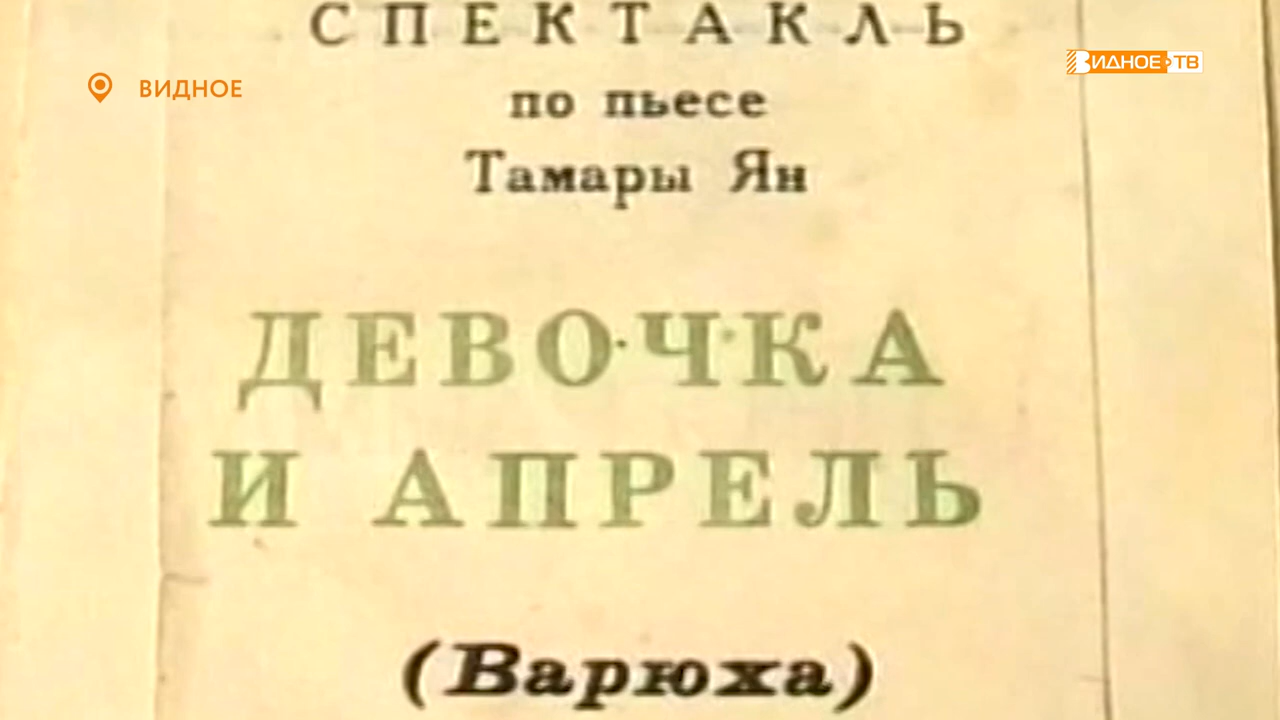 СПЕКТАКЛЬ
ВИДНОЕ
ВИДНОЕ ТВ
по пьесе
Тамары Ян
ДЕВОЧКА
И АПРЕЛЬ
(Варюха)